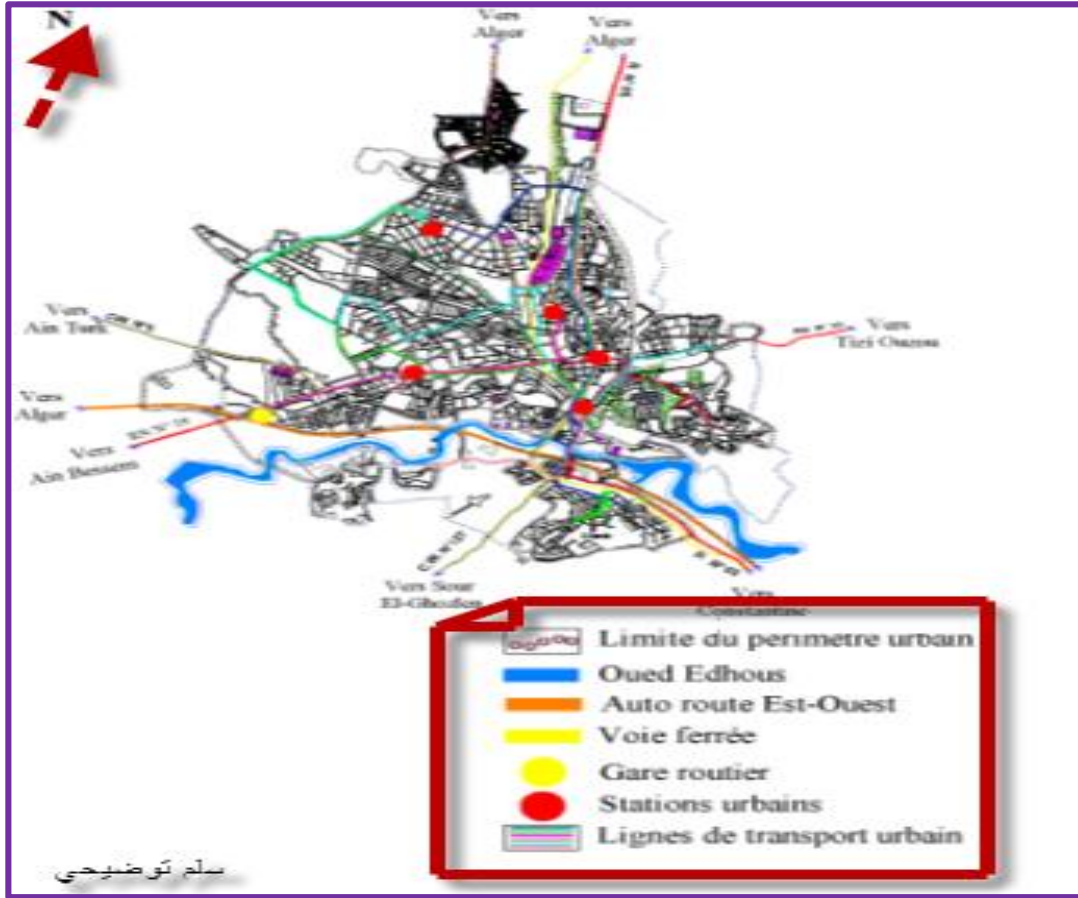 N
Vers
Alger
Vers
Alger
Vers
Ain Turk
Vers
Tizi Ouzou
Vers
Alger
Vers
Ain Bessem
Vers Sour
El-Ghozlen
Vers
Constantine
Limite du perimètre urbain
Oued Edhous
Auto route Est-Ouest
Voie ferrée
Gare routier
Stations urbains
Lignes de transport urbain
سلم توضيحي